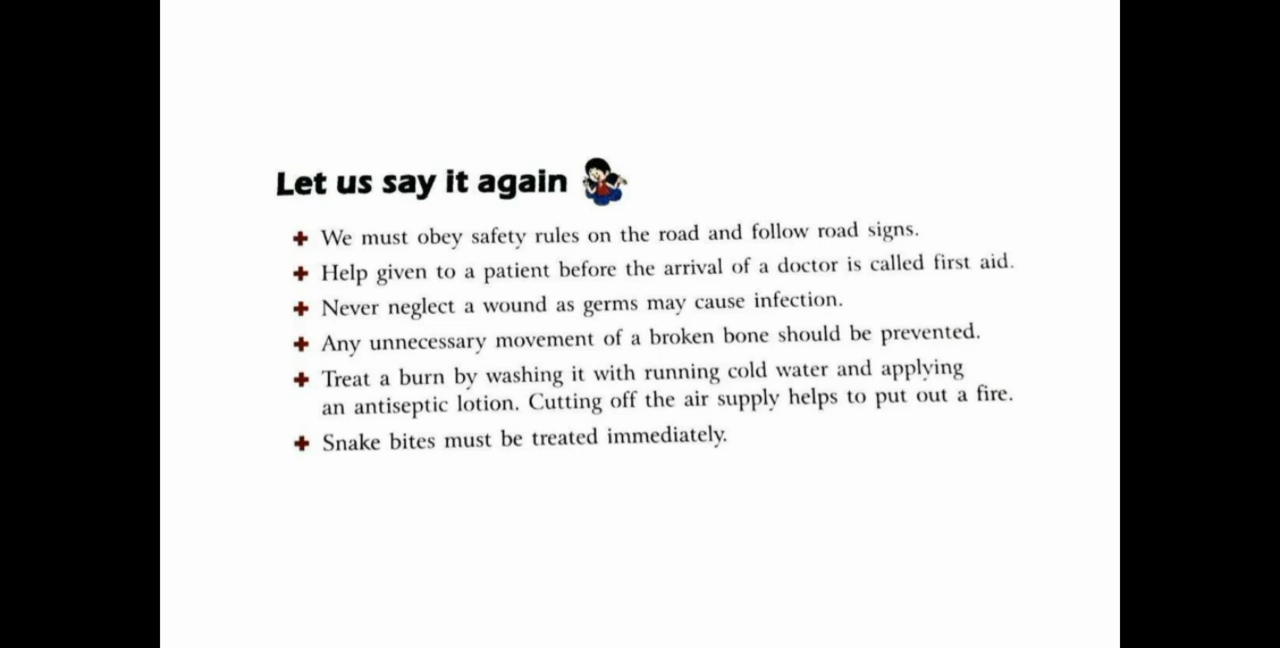 Let us say it again
We must obey safety rules on the road and follow road signs.
Help given to a patient before the arrival of a doctor is called first aid.
Never neglect a wound as germs may cause infection.
Any unnecessary movement of a broken bone should be prevented.
Treat a burn by washing it with running cold water and applying
an antiseptic lotion. Cutting off the air supply helps to put out a fire.
Snake bites must be treated immediately.